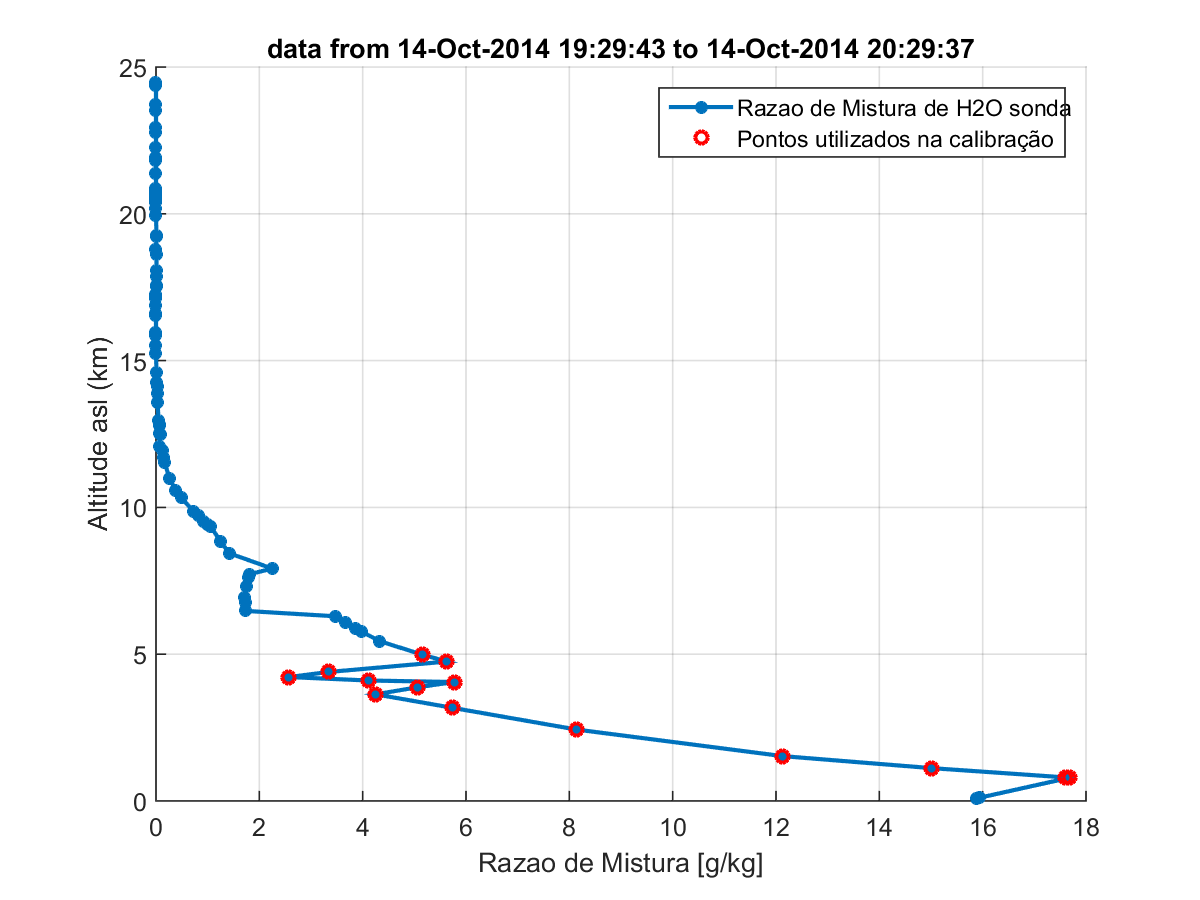 data from 14-Oct-2014 19:29:43 to 14-Oct-2014 20:29:37
Razao de Mistura de H2O sonda
Pontos utilizados na calibração
25
20
15
10
5
0
Altitude asl (km)
0 2 4 6 8 10 12 14 16 18
Razao de Mistura [g/kg]